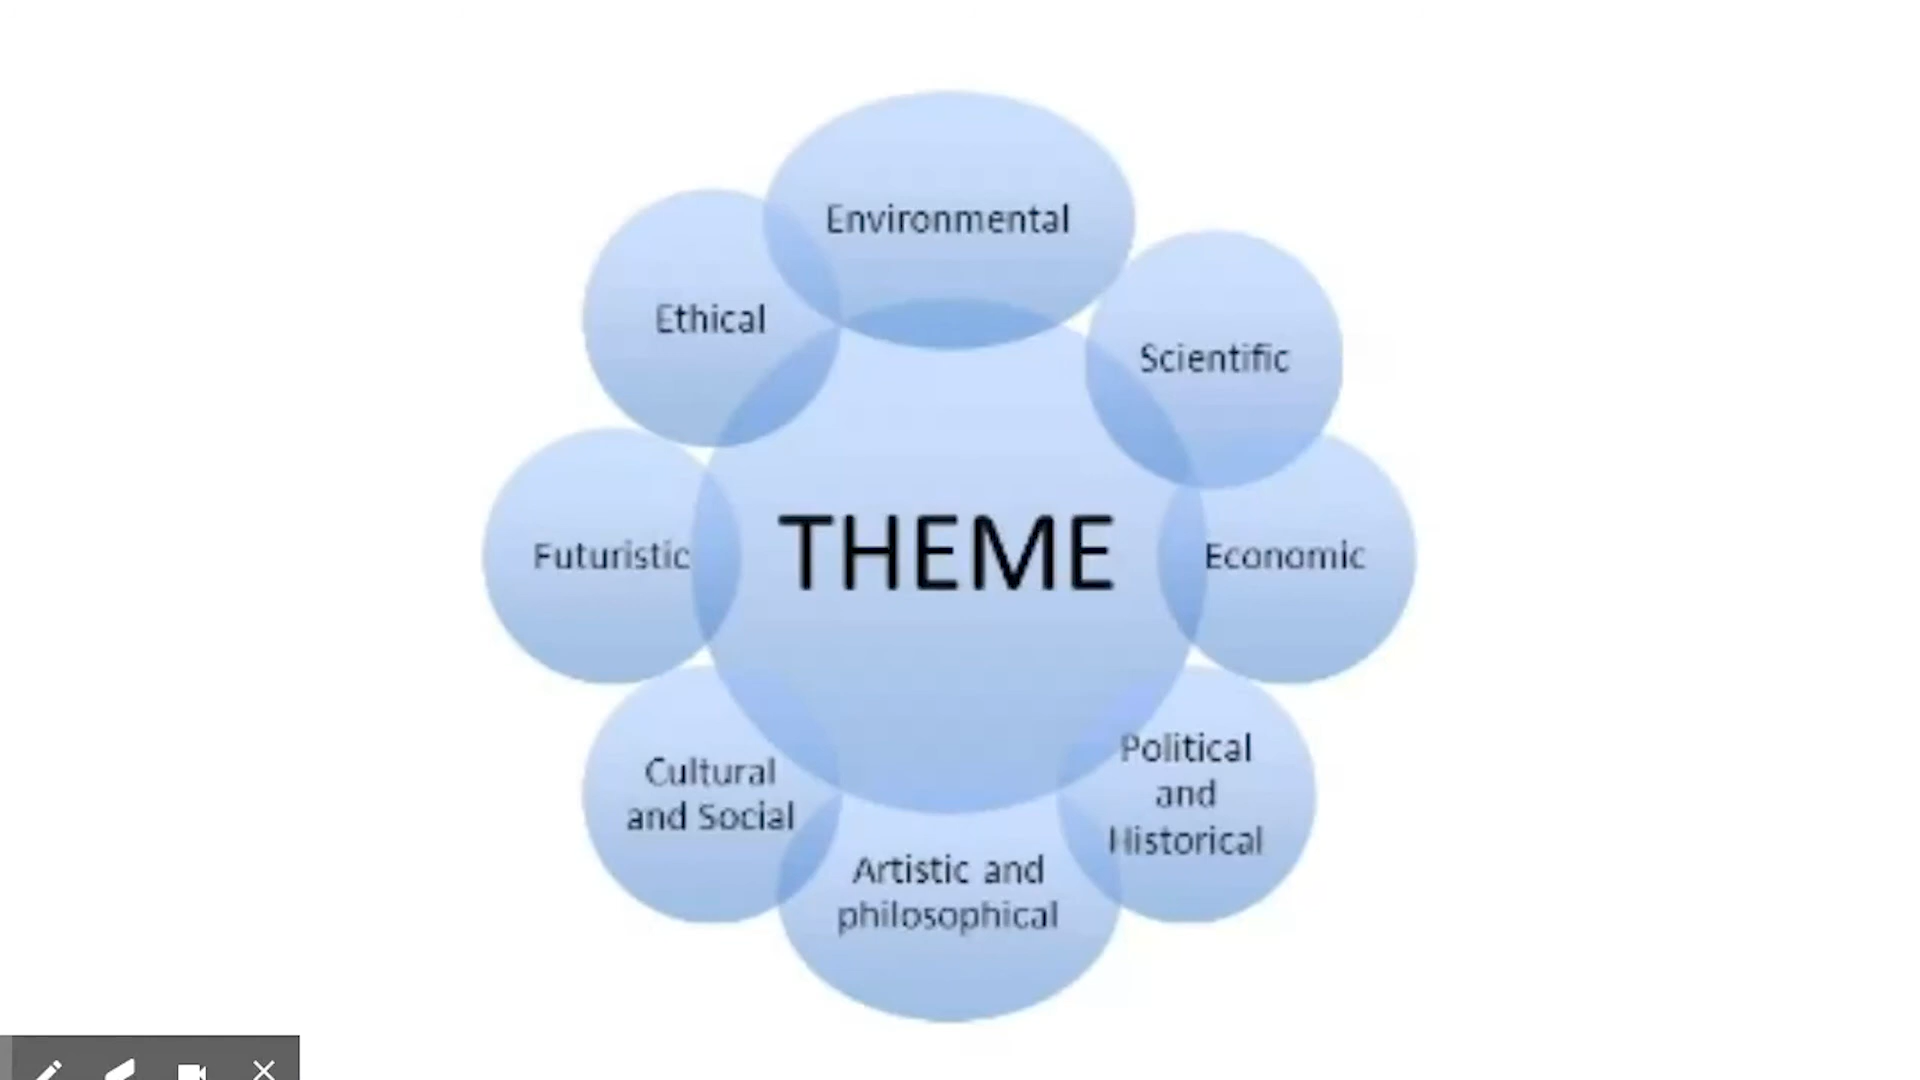 Environmental
Ethical
Scientific
Futuristic
THEME
Economic
Cultural
and Social
Political
and
Historical
Artistic and
philosophical